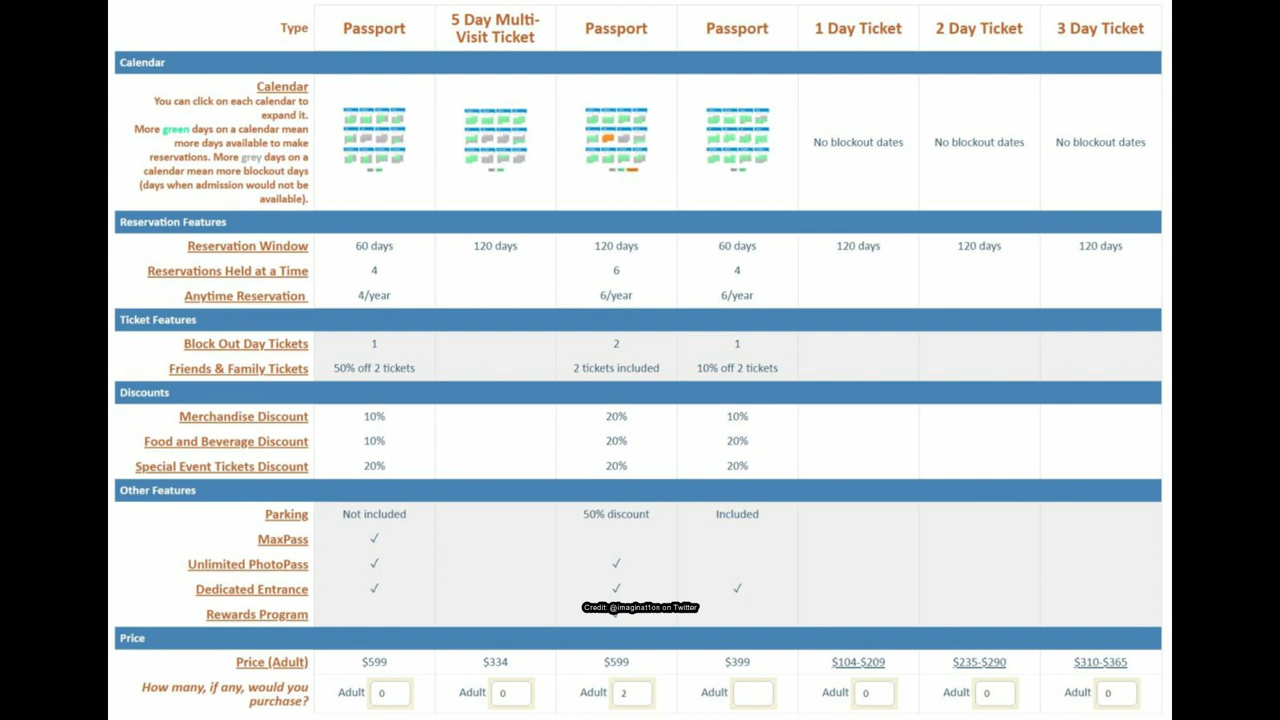 Type Passport 5 Day Multi-Visit Ticket Passport Passport 1 Day Ticket 2 Day Ticket 3 Day Ticket
Calendar
Calendar
You can click on each calendar to
expand it.
More green days on a calendar mean
more days available to make
reservations. More grey days on a
calendar mean more blockout days
(days when admission would not be
available).
No blockout dates No blockout dates No blockout dates
Reservation Features
Reservation Window 60 days 120 days 120 days 60 days 120 days 120 days 120 days
Reservations Held at a Time 4 6 4
Anytime Reservation 4/year 6/year 6/year
Ticket Features
Block Out Day Tickets 1 2 1
Friends & Family Tickets 50% off 2 tickets 2 tickets included 10% off 2 tickets
Discounts
Merchandise Discount 10% 20% 10%
Food and Beverage Discount 10% 20% 20%
Special Event Tickets Discount 20% 20% 20%
Other Features
Parking Not included 50% discount Included
MaxPass ✓
Unlimited PhotoPass ✓ ✓
Dedicated Entrance ✓ ✓ ✓
Credit: @imaginat1on on Twitter
Rewards Program
Price
Price (Adult) $599 $334 $599 $399 $104-$209 $235-$290 $310-$365
How many, if any, would you
purchase?
Adult 0 Adult 0 Adult 2 Adult Adult 0 Adult 0 Adult 0